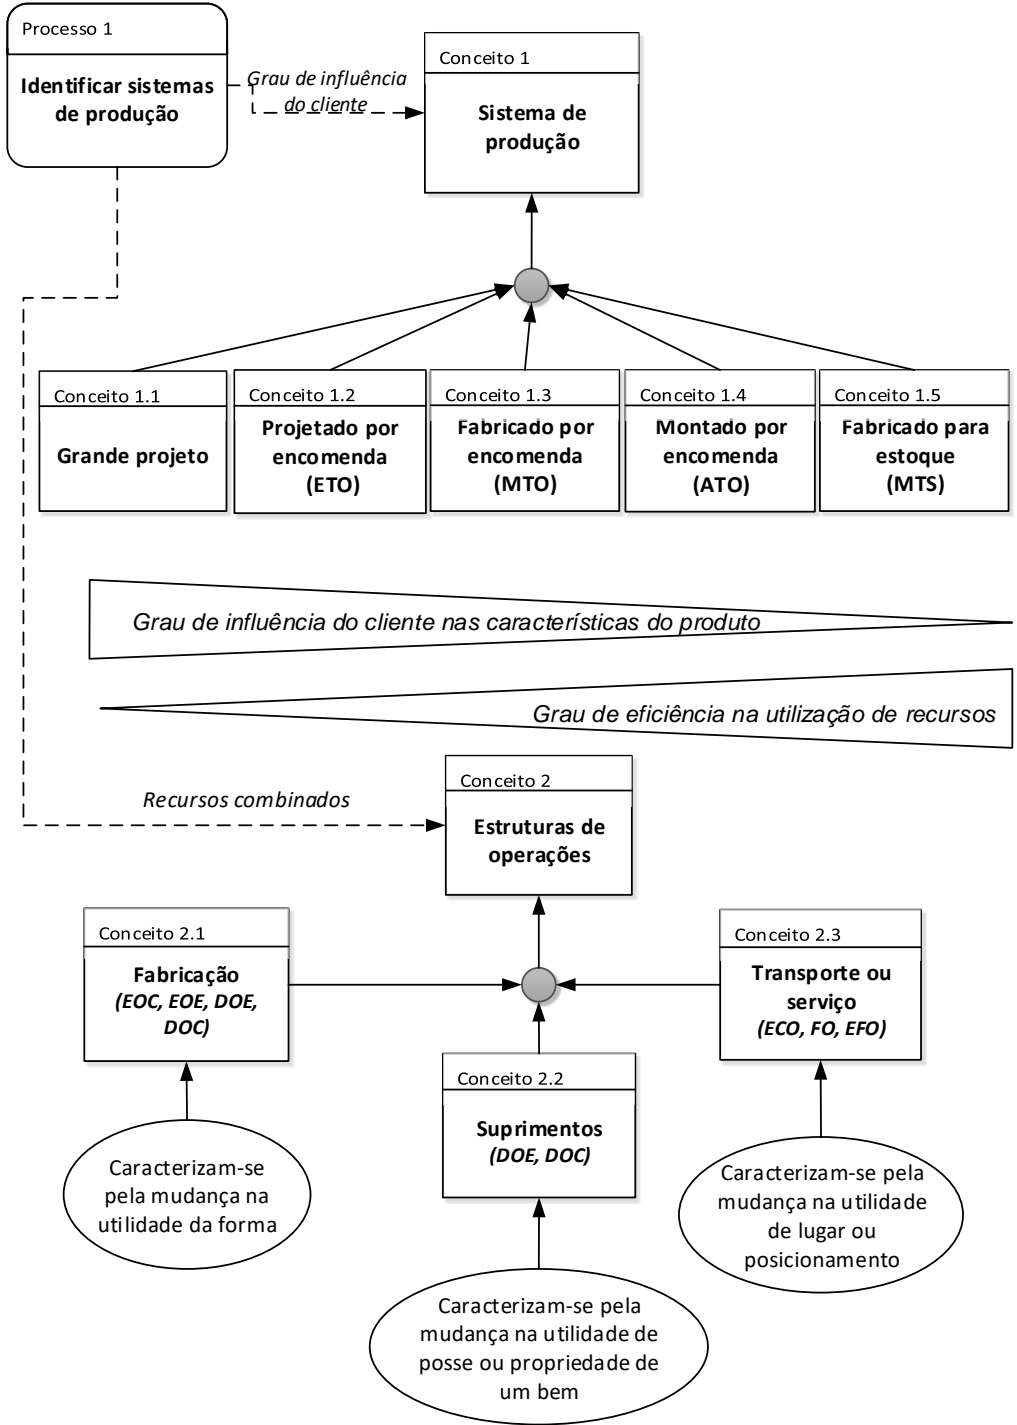 Processo 1
Identificar sistemas
de produção
Grau de influência
do cliente
Conceito 1
Sistema de
produção
Conceito 1.1
Grande projeto
Conceito 1.2
Projetado por
encomenda
(ETO)
Conceito 1.3
Fabricado por
encomenda
(MTO)
Conceito 1.4
Montado por
encomenda
(ATO)
Conceito 1.5
Fabricado para
estoque
(MTS)
Grau de influência do cliente nas características do produto
Grau de eficiência na utilização de recursos
Recursos combinados
Conceito 2
Estruturas de
operações
Conceito 2.1
Fabricação
(EOC, EOE, DOE,
DOC)
Conceito 2.2
Suprimentos
(DOE, DOC)
Conceito 2.3
Transporte ou
serviço
(ECO, FO, EFO)
Caracterizam-se
pela mudança na
utilidade da forma
Caracterizam-se pela
mudança na utilidade de
posse ou propriedade de
um bem
Caracterizam-se pela
mudança na utilidade
de lugar ou
posicionamento